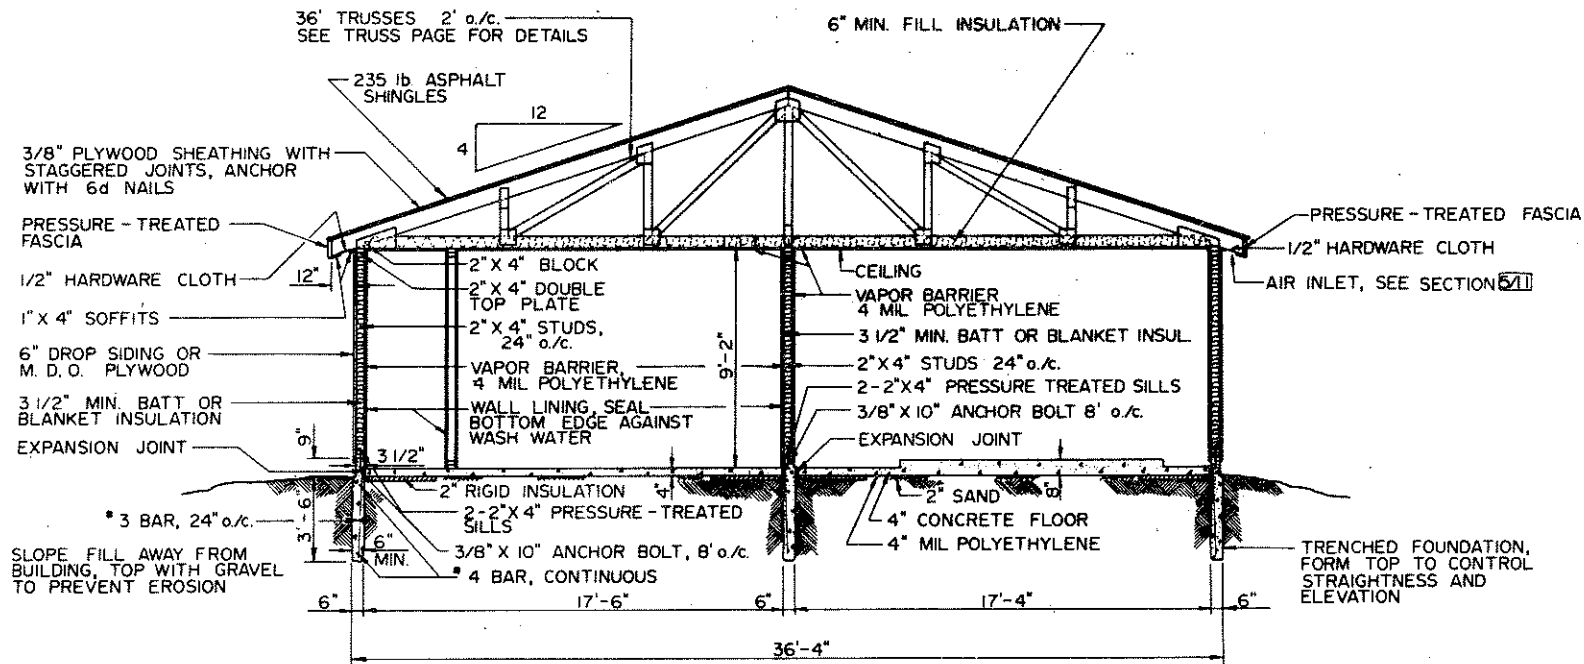 36' TRUSSES 2' o/c.
SEE TRUSS PAGE FOR DETAILS
6" MIN. FILL INSULATION
235 lb. ASPHALT
SHINGLES
12
4
3/8" PLYWOOD SHEATHING WITH
STAGGERED JOINTS, ANCHOR
WITH 6d NAILS
PRESSURE-TREATED
FASCIA
1/2" HARDWARE CLOTH
12"
1" X 4" SOFFITS
6" DROP SIDING OR
M. D. O. PLYWOOD
3 1/2" MIN. BATT OR
BLANKET INSULATION
EXPANSION JOINT
9"
3 1/2"
3'-6"
" 3 BAR, 24" o/c.
6"
MIN.
SLOPE FILL AWAY FROM
BUILDING, TOP WITH GRAVEL
TO PREVENT EROSION
2" X 4" BLOCK
2" X 4" DOUBLE
TOP PLATE
2" X 4" STUDS,
24" o/c.
VAPOR BARRIER,
4 MIL POLYETHYLENE
WALL LINING, SEAL
BOTTOM EDGE AGAINST
WASH WATER
2" RIGID INSULATION
2-2" X 4" PRESSURE-TREATED
SILLS
3/8" X 10" ANCHOR BOLT, 8' o/c.
" 4 BAR, CONTINUOUS
9'-2"
4"
CEILING
VAPOR BARRIER
4 MIL POLYETHYLENE
3 1/2" MIN. BATT OR BLANKET INSUL.
2" X 4" STUDS 24" o/c.
2-2" X 4" PRESSURE TREATED SILLS
3/8" X 10" ANCHOR BOLT 8' o/c.
EXPANSION JOINT
2" SAND
8"
4" CONCRETE FLOOR
4" MIL POLYETHYLENE
PRESSURE-TREATED FASCIA
1/2" HARDWARE CLOTH
AIR INLET, SEE SECTION 5/11
TRENCHED FOUNDATION,
FORM TOP TO CONTROL
STRAIGHTNESS AND
ELEVATION
6"
17'-6"
6"
17'-4"
6"
36'-4"